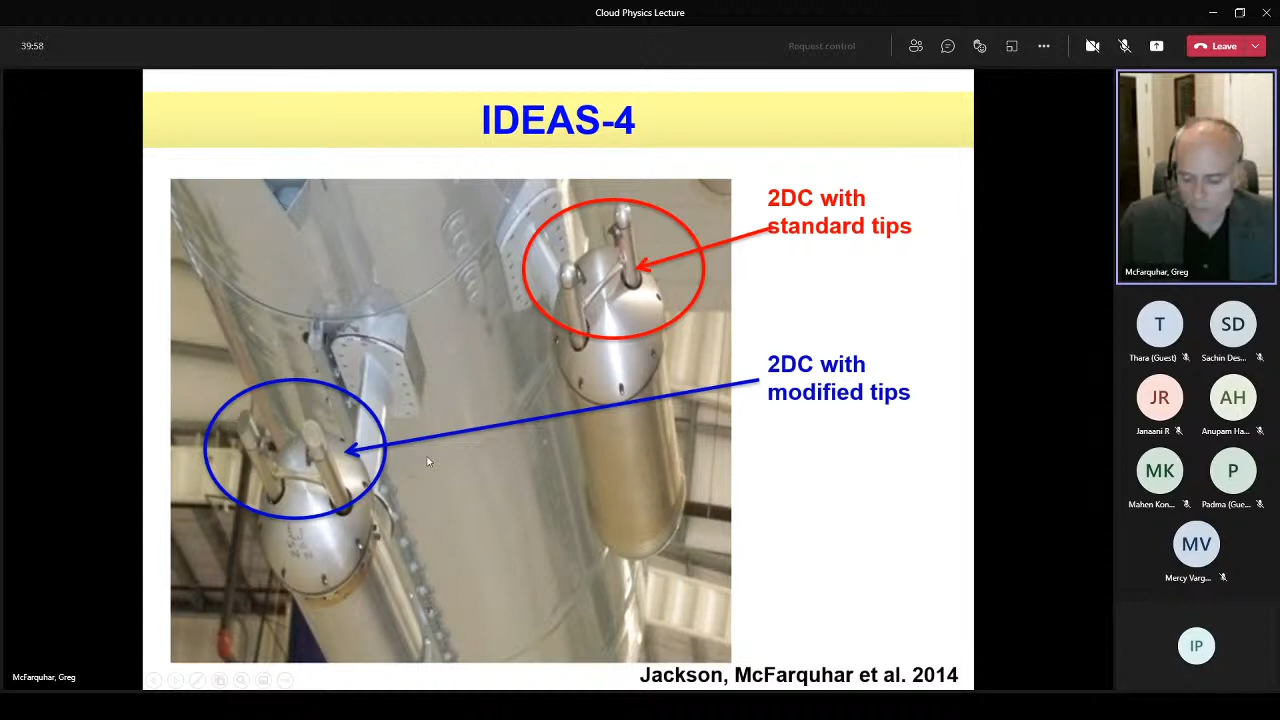 Cloud Physics Lecture
39:58
Request control
Leave
IDEAS-4
2DC with
standard tips
2DC with
modified tips
Jackson, McFarquhar et al. 2014
McFarquhar, Greg
McFarquhar, Greg
T
SD
Thara (Guest)
Sachin Des...
JR
AH
Janaani R
Anupam Ha...
MK
P
Mahen Kon...
Padma (Gue...
MV
Mercy Varg...
IP